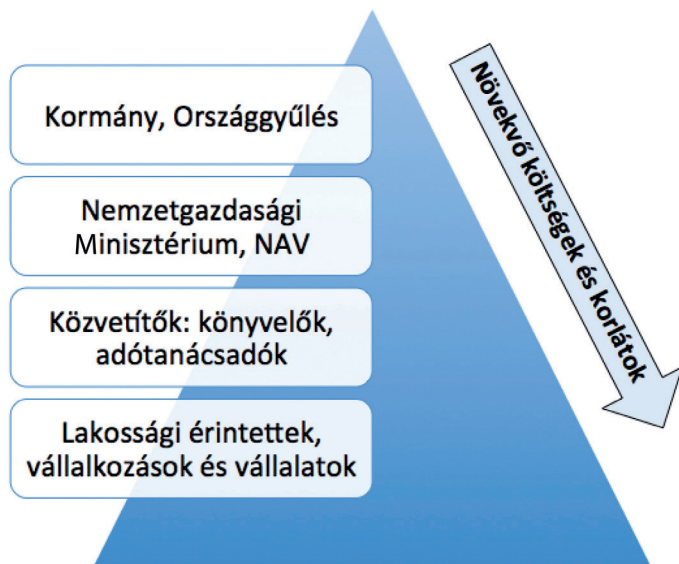 Kormány, Országgyűlés
Nemzetgazdasági
Minisztérium, NAV
Közvetítők: könyvelők,
adótanácsadók
Lakossági érintettek,
vállalkozások és vállalatok
Növekvő költségek és korlátok